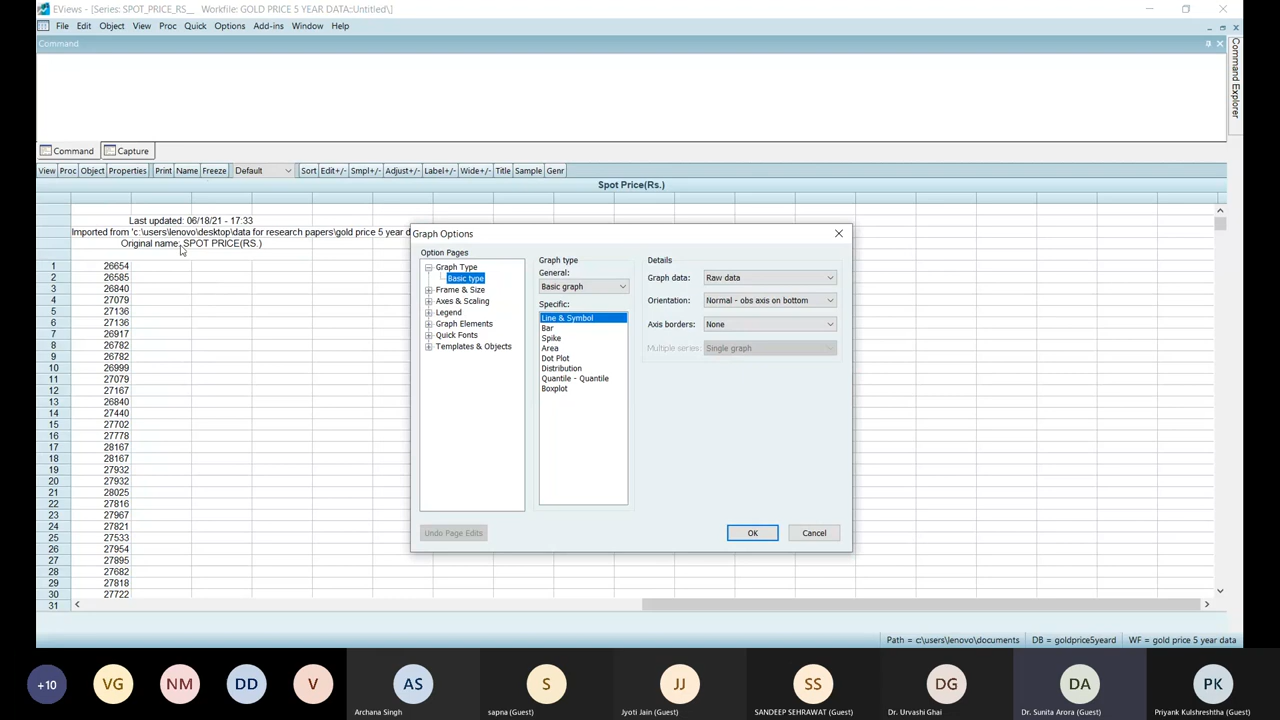 EViews - [Series: SPOT_PRICE_RS__ Workfile: GOLD PRICE 5 YEAR DATA::Untitled\]
File Edit Object View Proc Quick Options Add-ins Window Help
Command
Command Explorer
Command Capture
View Proc Object Properties Print Name Freeze Default Sort Edit+/- Smpl+/- Adjust+/- Label+/- Wide+/- Title Sample Genr
Spot Price(Rs.)
Last updated: 06/18/21 - 17:33
Imported from 'c:\users\lenovo\desktop\data for research papers\gold price 5 year d
Original name: SPOT PRICE(RS.)
1 26654
2 26585
3 26840
4 27079
5 27136
6 27136
7 26917
8 26782
9 26782
10 26999
11 27079
12 27167
13 26840
14 27440
15 27702
16 27778
17 28167
18 28167
19 27932
20 27932
21 28025
22 27816
23 27967
24 27821
25 27533
26 27954
27 27895
28 27682
29 27818
30 27722
31
Graph Options
Option Pages
Graph Type
Basic type
Frame & Size
Axes & Scaling
Legend
Graph Elements
Quick Fonts
Templates & Objects
Graph type
General:
Basic graph
Specific:
Line & Symbol
Bar
Spike
Area
Dot Plot
Distribution
Quantile - Quantile
Boxplot
Details
Graph data: Raw data
Orientation: Normal - obs axis on bottom
Axis borders: None
Multiple series: Single graph
Undo Page Edits
OK Cancel
Path = c:\users\lenovo\documents DB = goldprice5yeard WF = gold price 5 year data
+10 VG NM DD V AS S JJ SS DG DA PK
Archana Singh sapna (Guest) Jyoti Jain (Guest) SANDEEP SEHRAWAT (Guest) Dr. Urvashi Ghai Dr. Sunita Arora (Guest) Priyank Kulshreshtha (Guest)